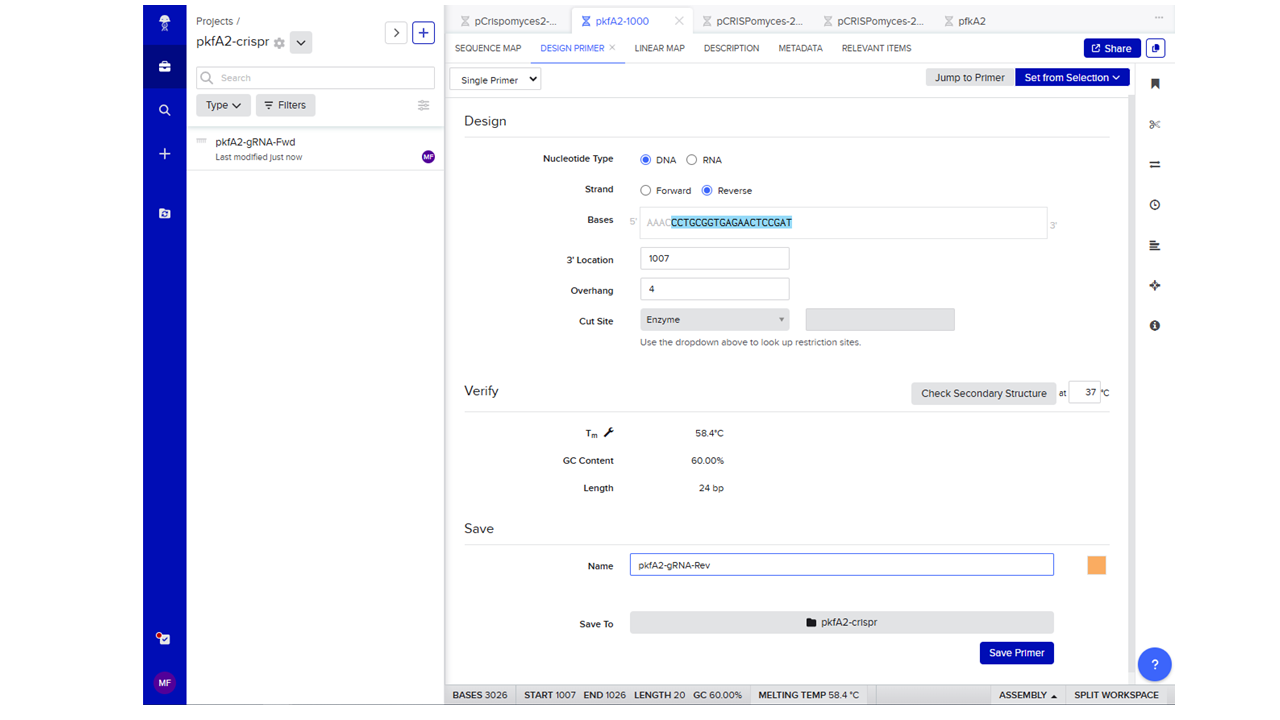 Projects /
pkfA2-crispr
Search
Type
Filters
pkfA2-gRNA-Fwd
Last modified just now
MF
MF
pCrispomyces2-...
pkfA2-1000
pCRISPomyces-2...
pCRISPomyces-2...
pfkA2
SEQUENCE MAP
DESIGN PRIMER
LINEAR MAP
DESCRIPTION
METADATA
RELEVANT ITEMS
Share
Single Primer
Jump to Primer
Set from Selection
Design
Nucleotide Type DNA RNA
Strand Forward Reverse
Bases 5' AAACCCTGCGGTGAGAACTCCGAT 3'
3' Location 1007
Overhang 4
Cut Site Enzyme
Use the dropdown above to look up restriction sites.
Verify
Check Secondary Structure at 37 °C
Tm 58.4°C
GC Content 60.00%
Length 24 bp
Save
Name pkfA2-gRNA-Rev
Save To pkfA2-crispr
Save Primer
?
BASES 3026 START 1007 END 1026 LENGTH 20 GC 60.00% MELTING TEMP 58.4 °C ASSEMBLY SPLIT WORKSPACE